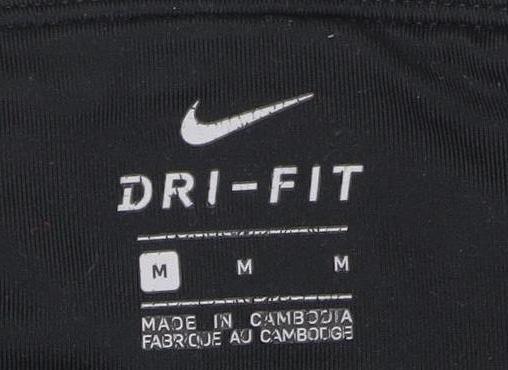 DRI-FIT
M M M
MADE IN CAMBODIA
FABRIQUE AU CAMBODGE